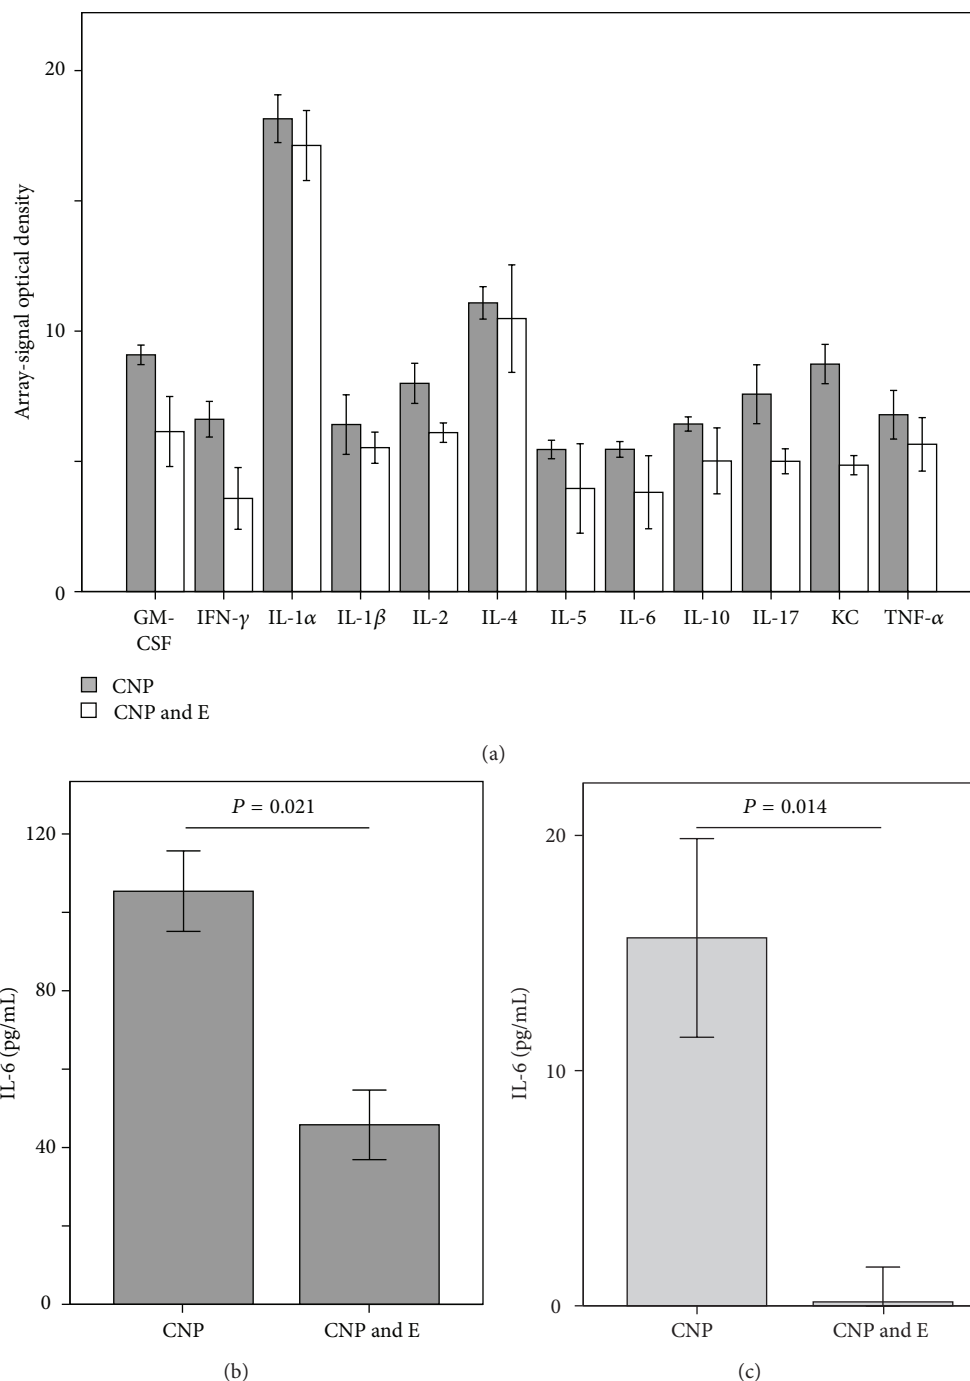 Array-signal optical density
20
10
0
GM-
CSF
IFN-γ
IL-1α
IL-1β
IL-2
IL-4
IL-5
IL-6
IL-10
IL-17
KC
TNF-α
CNP
CNP and E
(a)
IL-6 (pg/mL)
120
80
40
0
P = 0.021
CNP
CNP and E
(b)
IL-6 (pg/mL)
20
10
0
P = 0.014
CNP
CNP and E
(c)